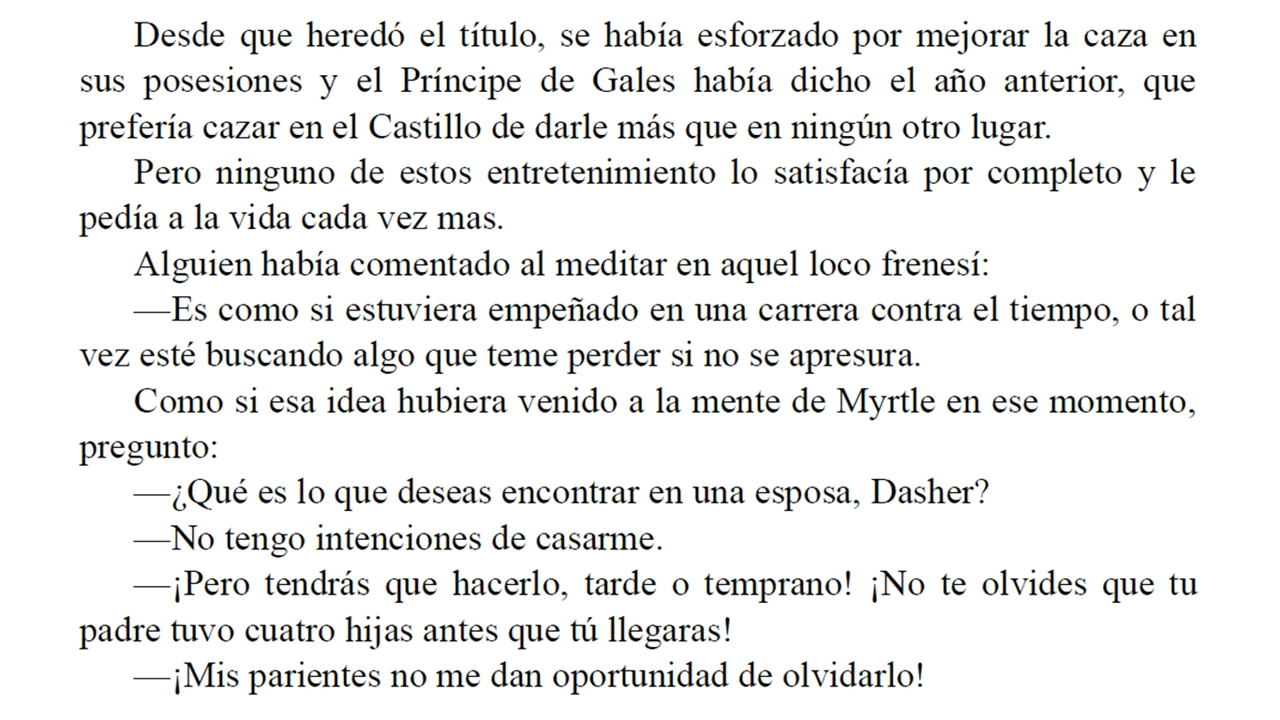 Desde que heredó el título, se había esforzado por mejorar la caza en
sus posesiones y el Príncipe de Gales había dicho el año anterior, que
prefería cazar en el Castillo de darle más que en ningún otro lugar.
Pero ninguno de estos entretenimiento lo satisfacía por completo y le
pedía a la vida cada vez mas.
Alguien había comentado al meditar en aquel loco frenesí:
—Es como si estuviera empeñado en una carrera contra el tiempo, o tal
vez esté buscando algo que teme perder si no se apresura.
Como si esa idea hubiera venido a la mente de Myrtle en ese momento,
pregunto:
—¿Qué es lo que deseas encontrar en una esposa, Dasher?
—No tengo intenciones de casarme.
—¡Pero tendrás que hacerlo, tarde o temprano! ¡No te olvides que tu
padre tuvo cuatro hijas antes que tú llegaras!
—¡Mis parientes no me dan oportunidad de olvidarlo!